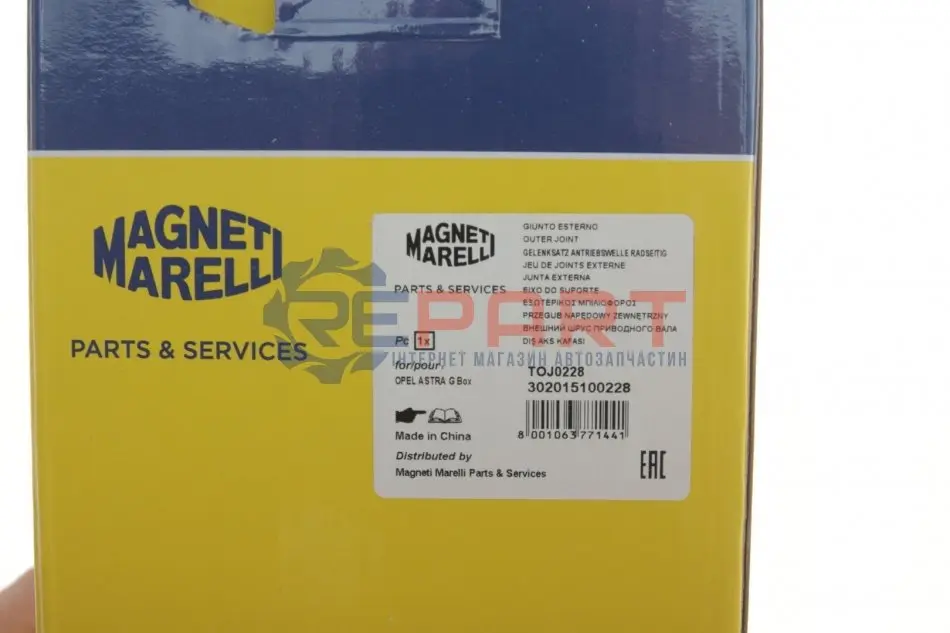 MAGNETI
MARELLI
PARTS & SERVICES
MAGNETI
MARELLI
PARTS & SERVICES
Pc 1x
for/pour:
OPEL ASTRA G Box
Made in China
Distributed by
Magneti Marelli Parts & Services
GIUNTO ESTERNO
OUTER JOINT
GELENKSATZ ANTRIEBSWELLE RADSEITIG
JEU DE JOINTS EXTERNE
JUNTA EXTERNA
EIXO DO SUPORTE
ΕΞΩΤΕΡΙΚΟΣ ΜΠΙΛΙΟΦΟΡΟΣ
PRZEGUB NAPĘDOWY ZEWNĘTRZNY
ВНЕШНИЙ ШРУС ПРИВОДНОГО ВАЛА
DIŞ AKS KAFASI
TOJ0228
302015100228
8 001063 771441
EAC
REPART
ІНТЕРНЕТ МАГАЗИН АВТОЗАПЧАСТИН